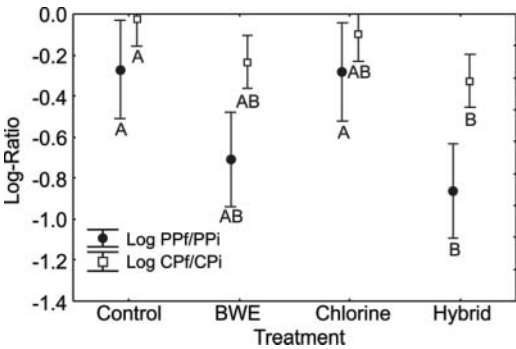 0.0
-0.2
-0.4
-0.6
-0.8
-1.0
-1.2
-1.4
Log-Ratio
A
A
AB
AB
AB
A
B
B
Log PPf/PPi
Log CPf/CPi
Control BWE Chlorine Hybrid
Treatment